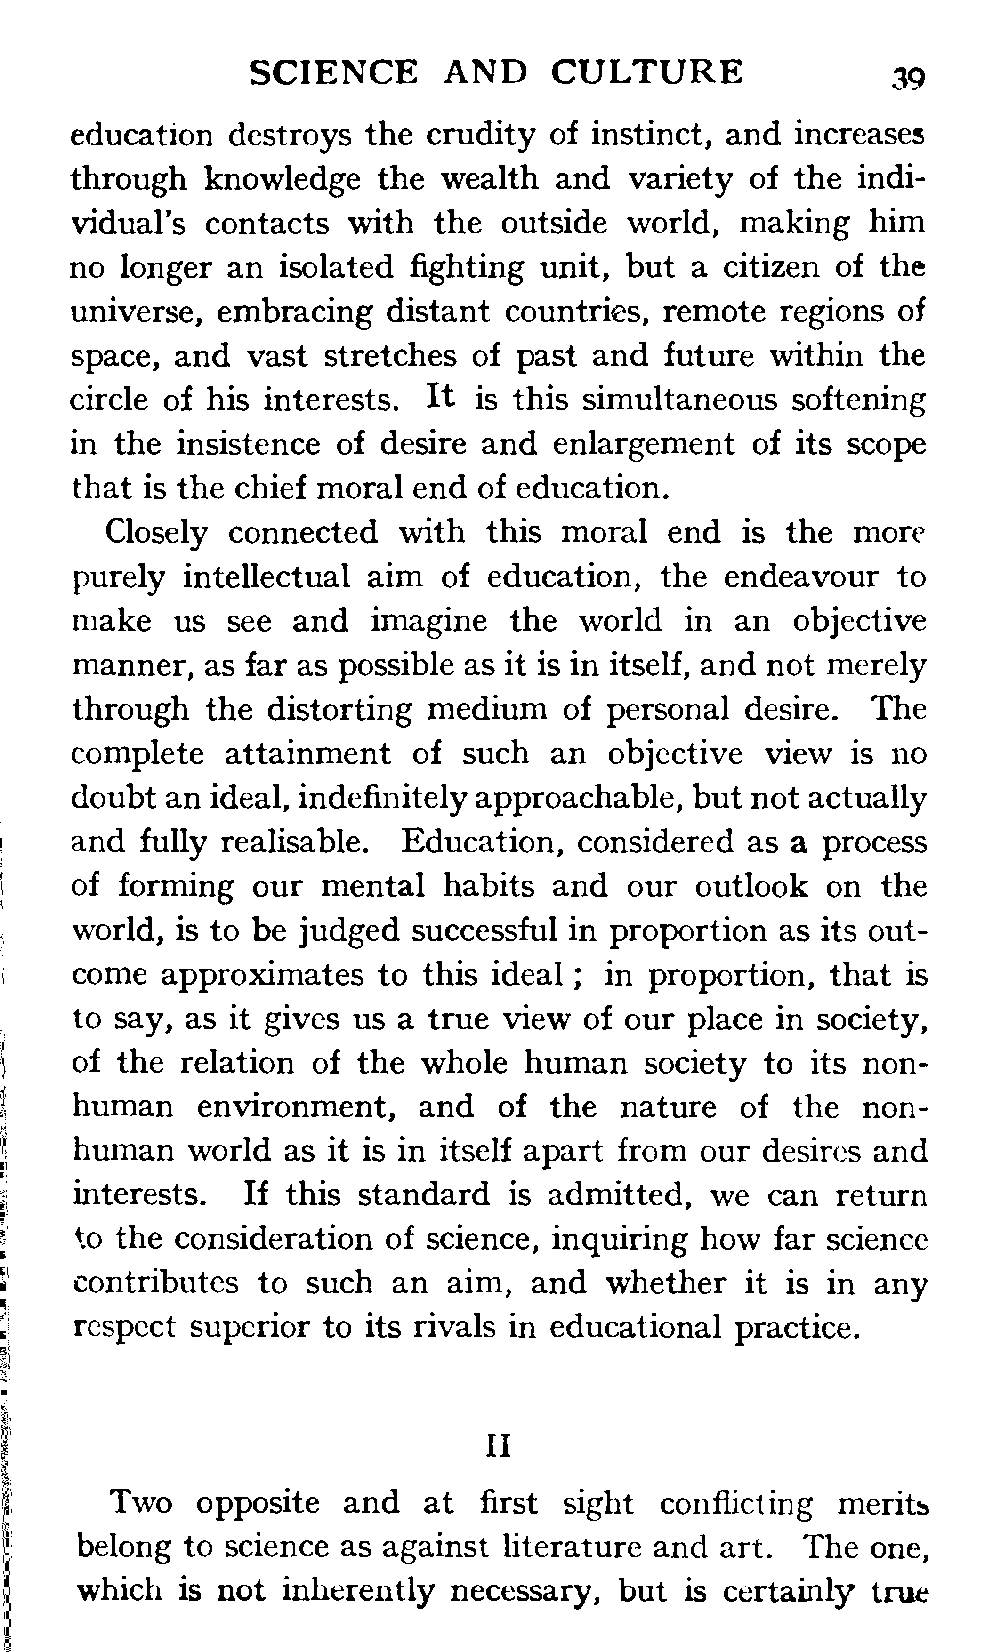 SCIENCE AND CULTURE 39
education destroys the crudity of instinct, and increases
through knowledge the wealth and variety of the indi-
vidual's contacts with the outside world, making him
no longer an isolated fighting unit, but a citizen of the
universe, embracing distant countries, remote regions of
space, and vast stretches of past and future within the
circle of his interests. It is this simultaneous softening
in the insistence of desire and enlargement of its scope
that is the chief moral end of education.
Closely connected with this moral end is the more
purely intellectual aim of education, the endeavour to
make us see and imagine the world in an objective
manner, as far as possible as it is in itself, and not merely
through the distorting medium of personal desire. The
complete attainment of such an objective view is no
doubt an ideal, indefinitely approachable, but not actually
and fully realisable. Education, considered as a process
of forming our mental habits and our outlook on the
world, is to be judged successful in proportion as its out-
come approximates to this ideal ; in proportion, that is
to say, as it gives us a true view of our place in society,
of the relation of the whole human society to its non-
human environment, and of the nature of the non-
human world as it is in itself apart from our desires and
interests. If this standard is admitted, we can return
to the consideration of science, inquiring how far science
contributes to such an aim, and whether it is in any
respect superior to its rivals in educational practice.
II
Two opposite and at first sight conflicting merits
belong to science as against literature and art. The one,
which is not inherently necessary, but is certainly true